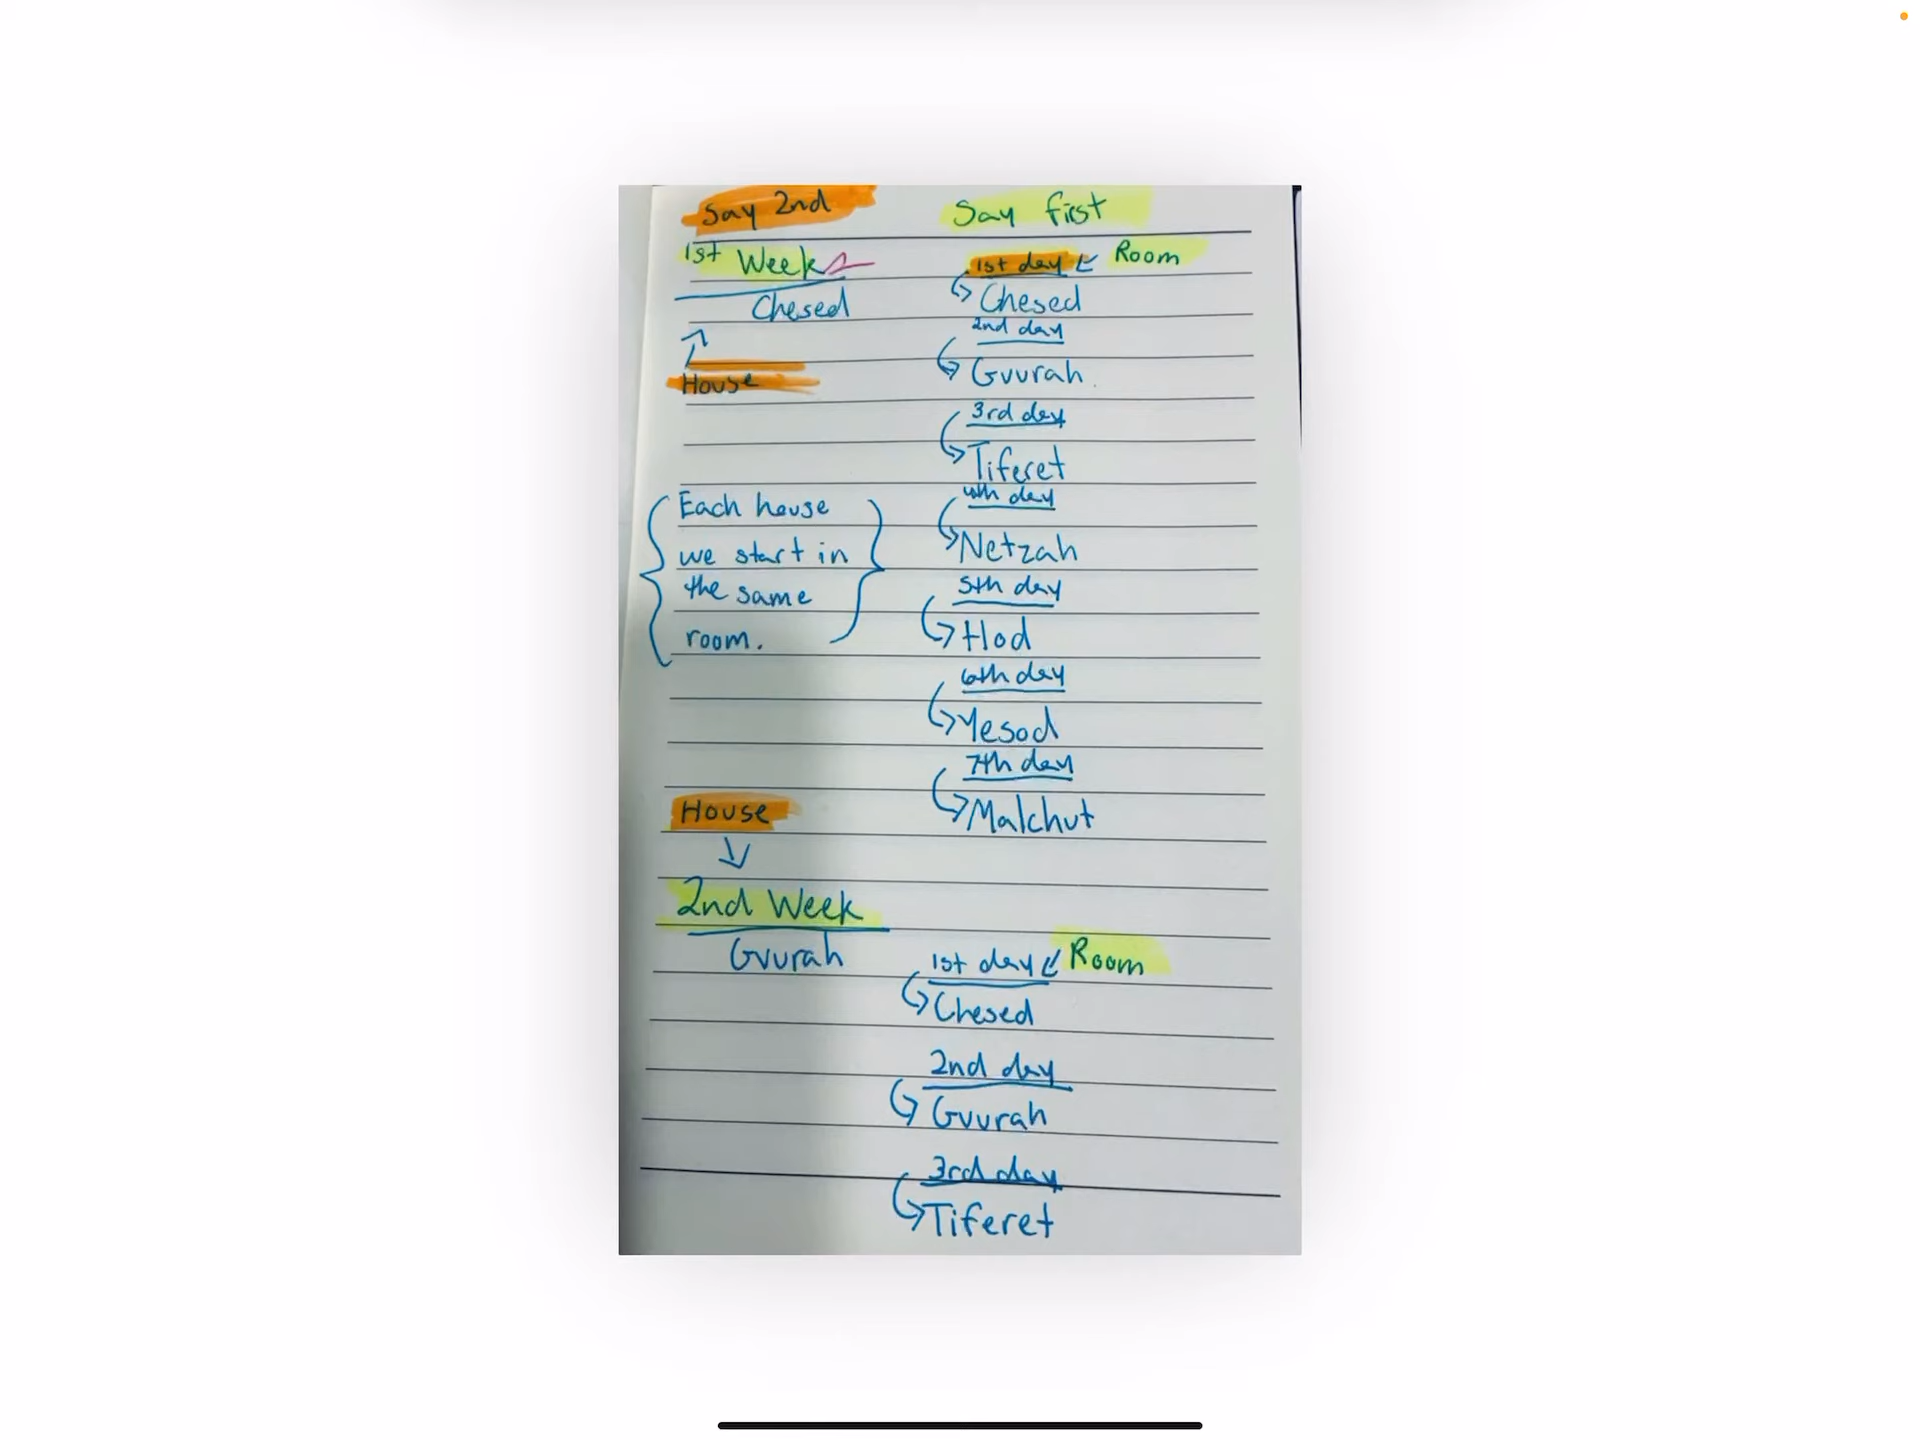 Say 2nd
Say first
1st Week
Chesed
House
1st day
Room
Chesed
2nd day
Gvurah
3rd day
Tiferet
4th day
Netzah
5th day
Hod
6th day
Yesod
7th day
Malchut
Each house
we start in
the same
room.
House
2nd Week
Gvurah
1st day
Room
Chesed
2nd day
Gvurah
3rd day
Tiferet